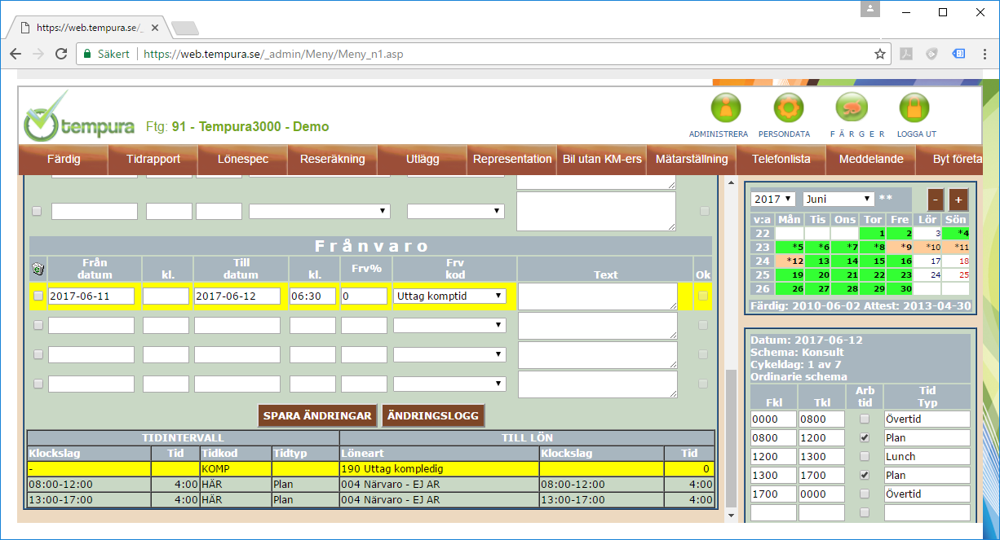 https://web.tempura.se/_
Säkert https://web.tempura.se/_admin/Meny/Meny_n1.asp
tempura Ftg: 91 - Tempura3000 - Demo
ADMINISTRERA PERSONDATA FÄRGER LOGGA UT
Färdig Tidrapport Lönespec Reseräkning Utlägg Representation Bil utan KM-ers Mätarställning Telefonlista Meddelande Byt företa
Frånvaro
Från datum kl. Till datum kl. Frv% Frv kod Text Ok
2017-06-11 2017-06-12 06:30 0 Uttag komptid
SPARA ÄNDRINGAR ÄNDRINGSLOGG
TIDINTERVALL TILL LÖN
Klockslag Tid Tidkod Tidtyp Löneart Klockslag Tid
- KOMP 190 Uttag kompledig 0
08:00-12:00 4:00 HÄR Plan 004 Närvaro - EJ AR 08:00-12:00 4:00
13:00-17:00 4:00 HÄR Plan 004 Närvaro - EJ AR 13:00-17:00 4:00
2017 Juni ** - +
v:a Mån Tis Ons Tor Fre Lör Sön
22 1 2 3 *4
23 *5 *6 *7 *8 *9 *10 *11
24 *12 13 14 15 16 17 18
25 19 20 21 22 23 24 25
26 26 27 28 29 30
Färdig: 2010-06-02 Attest: 2013-04-30
Datum: 2017-06-12
Schema: Konsult
Cykeldag: 1 av 7
Ordinarie schema
Fkl Tkl Arb tid Tid Typ
0000 0800 Övertid
0800 1200 Plan
1200 1300 Lunch
1300 1700 Plan
1700 0000 Övertid